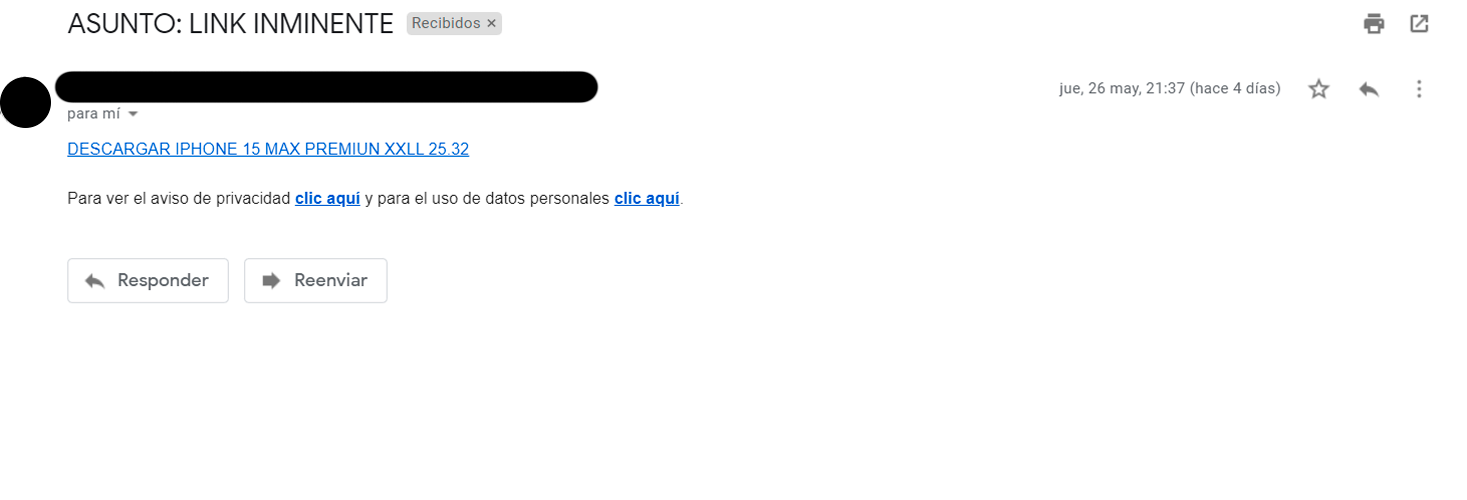 ASUNTO: LINK INMINENTE Recibidos ×
jue, 26 may, 21:37 (hace 4 días)
para mí
DESCARGAR IPHONE 15 MAX PREMIUN XXLL 25.32
Para ver el aviso de privacidad clic aquí y para el uso de datos personales clic aquí.
Responder Reenviar